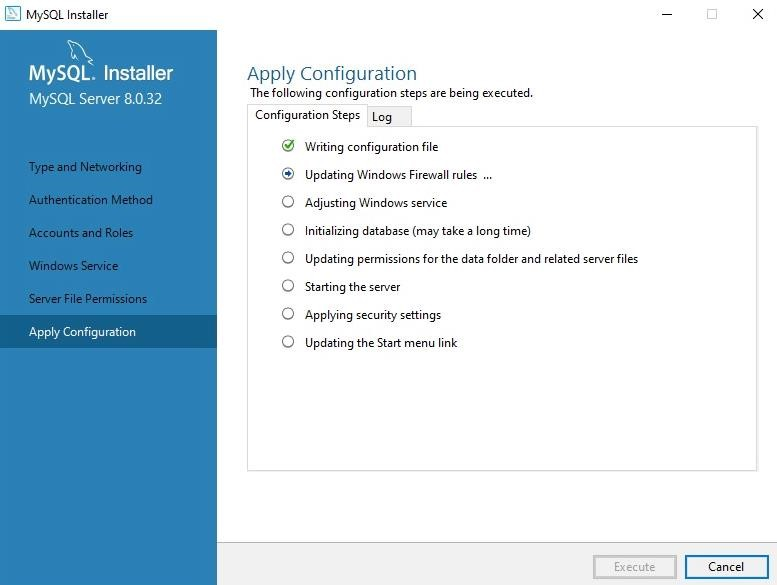 MySQL Installer
MySQL. Installer
MySQL Server 8.0.32
Type and Networking
Authentication Method
Accounts and Roles
Windows Service
Server File Permissions
Apply Configuration
Apply Configuration
The following configuration steps are being executed.
Configuration Steps Log
Writing configuration file
Updating Windows Firewall rules ...
Adjusting Windows service
Initializing database (may take a long time)
Updating permissions for the data folder and related server files
Starting the server
Applying security settings
Updating the Start menu link
Execute Cancel